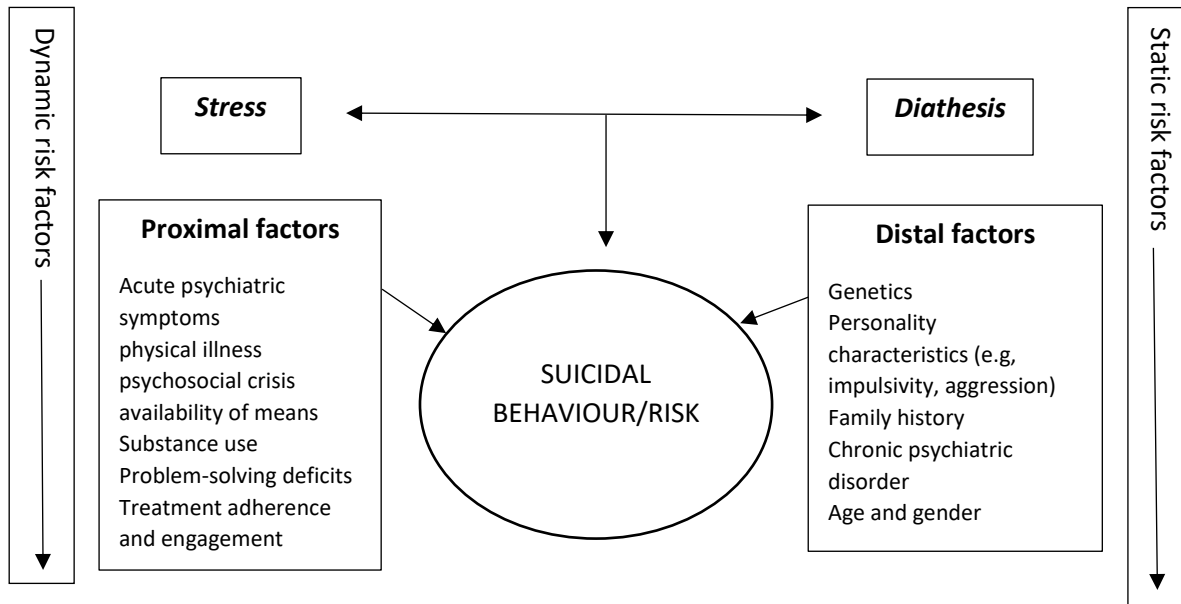 Dynamic risk factors
Stress
Diathesis
Static risk factors
Proximal factors
Acute psychiatric
symptoms
physical illness
psychosocial crisis
availability of means
Substance use
Problem-solving deficits
Treatment adherence
and engagement
SUICIDAL
BEHAVIOUR/RISK
Distal factors
Genetics
Personality
characteristics (e.g,
impulsivity, aggression)
Family history
Chronic psychiatric
disorder
Age and gender